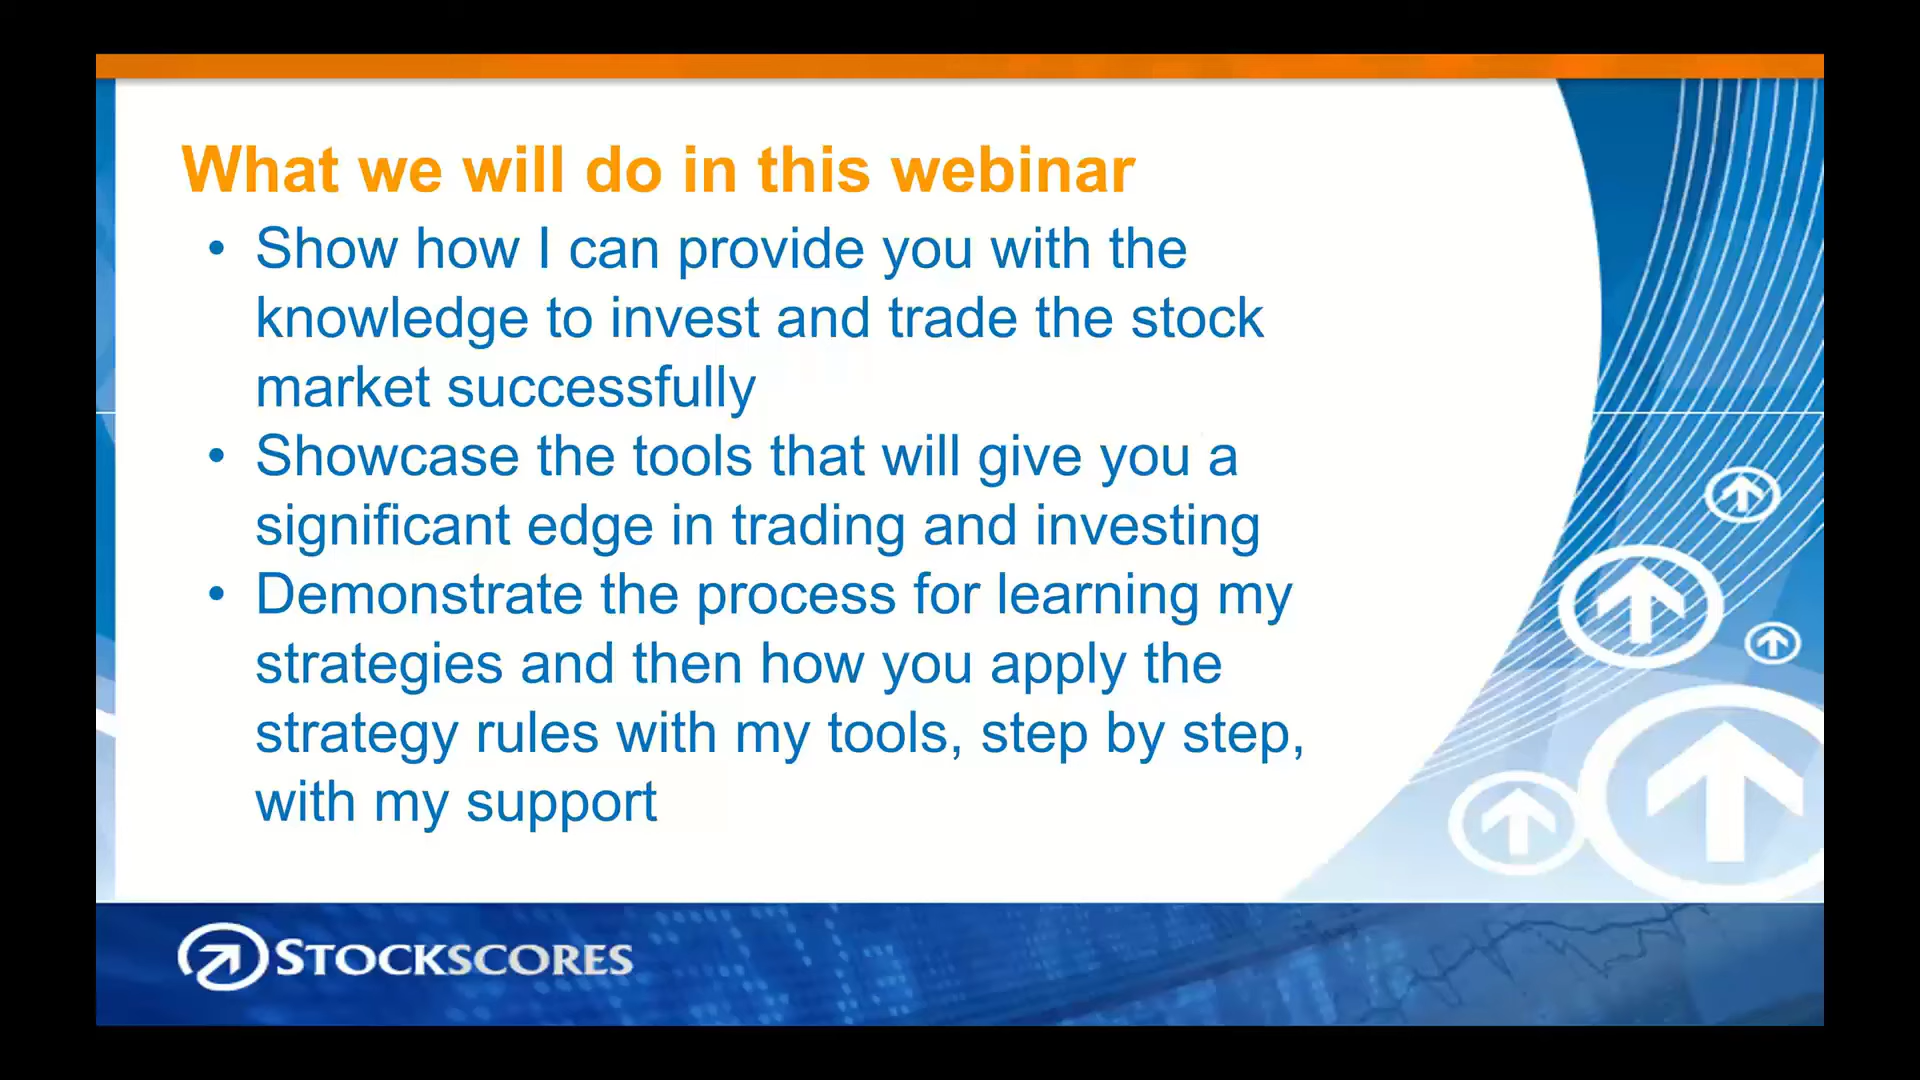 What we will do in this webinar
• Show how I can provide you with the
knowledge to invest and trade the stock
market successfully
• Showcase the tools that will give you a
significant edge in trading and investing
• Demonstrate the process for learning my
strategies and then how you apply the
strategy rules with my tools, step by step,
with my support
STOCKSCORES